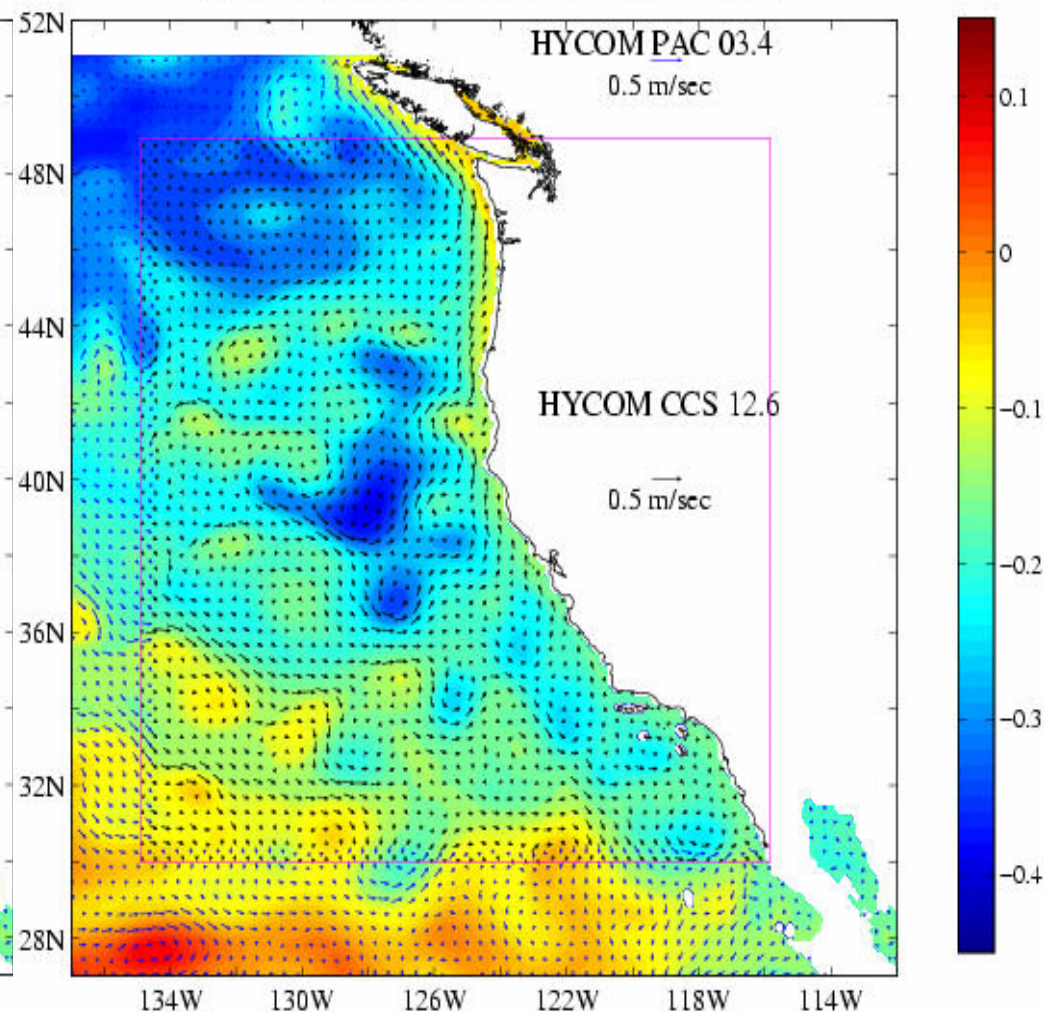 52N
48N
44N
40N
36N
32N
28N
HYCOM PAC 03.4
0.5 m/sec
HYCOM CCS 12.6
0.5 m/sec
134W 130W 126W 122W 118W 114W
0.1
0
−0.1
−0.2
−0.3
−0.4